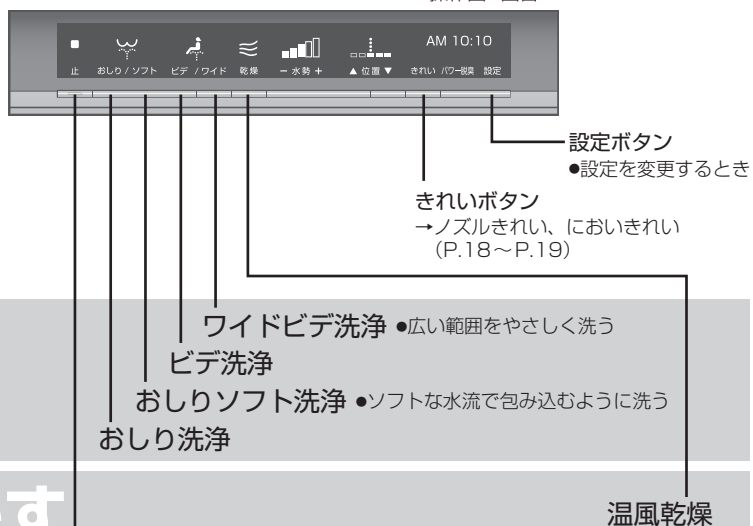 AM 10:10
止 おしり / ソフト ビデ / ワイド 乾燥 − 水勢 + ▲ 位置 ▼ きれい パワー脱臭 設定
設定ボタン
●設定を変更するとき
きれいボタン
→ノズルきれい、においきれい
(P.18～P.19)
ワイドビデ洗浄 ●広い範囲をやさしく洗う
ビデ洗浄
おしりソフト洗浄 ●ソフトな水流で包み込むように洗う
おしり洗浄
す
温風乾燥